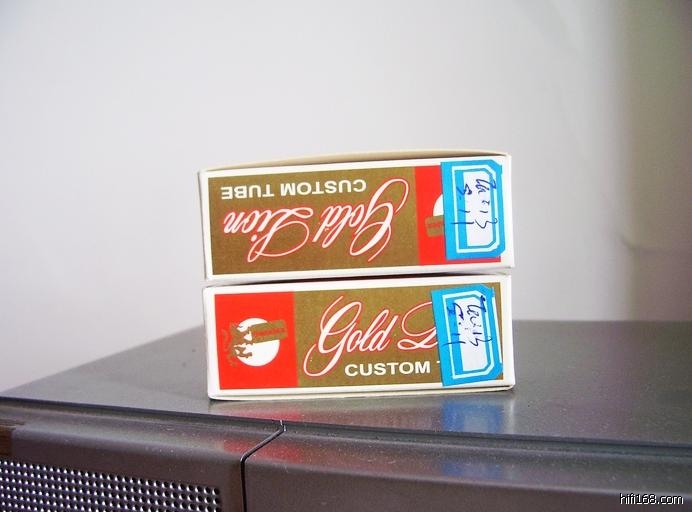 Gold Lion
CUSTOM TUBE
Gold L
CUSTOM
hifi168.com